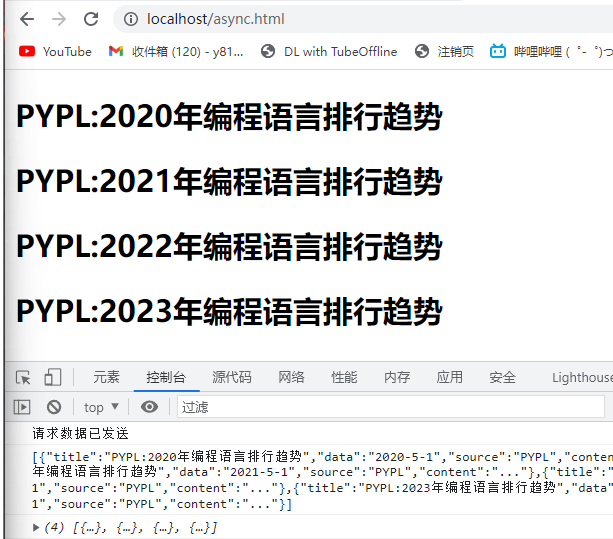 localhost/async.html
YouTube 收件箱 (120) - y81... DL with TubeOffline 注销页 哔哩哔哩 ( ゜- ゜)つ
PYPL:2020年编程语言排行趋势
PYPL:2021年编程语言排行趋势
PYPL:2022年编程语言排行趋势
PYPL:2023年编程语言排行趋势
元素 控制台 源代码 网络 性能 内存 应用 安全 Lighthouse
top ▼ 过滤
请求数据已发送
[{"title":"PYPL:2020年编程语言排行趋势","data":"2020-5-1","source":"PYPL","conten
年编程语言排行趋势","data":"2021-5-1","source":"PYPL","content":"..."},{"title":"
1","source":"PYPL","content":"..."},{"title":"PYPL:2023年编程语言排行趋势","data
1","source":"PYPL","content":"..."}]
▶ (4) [{…}, {…}, {…}, {…}]